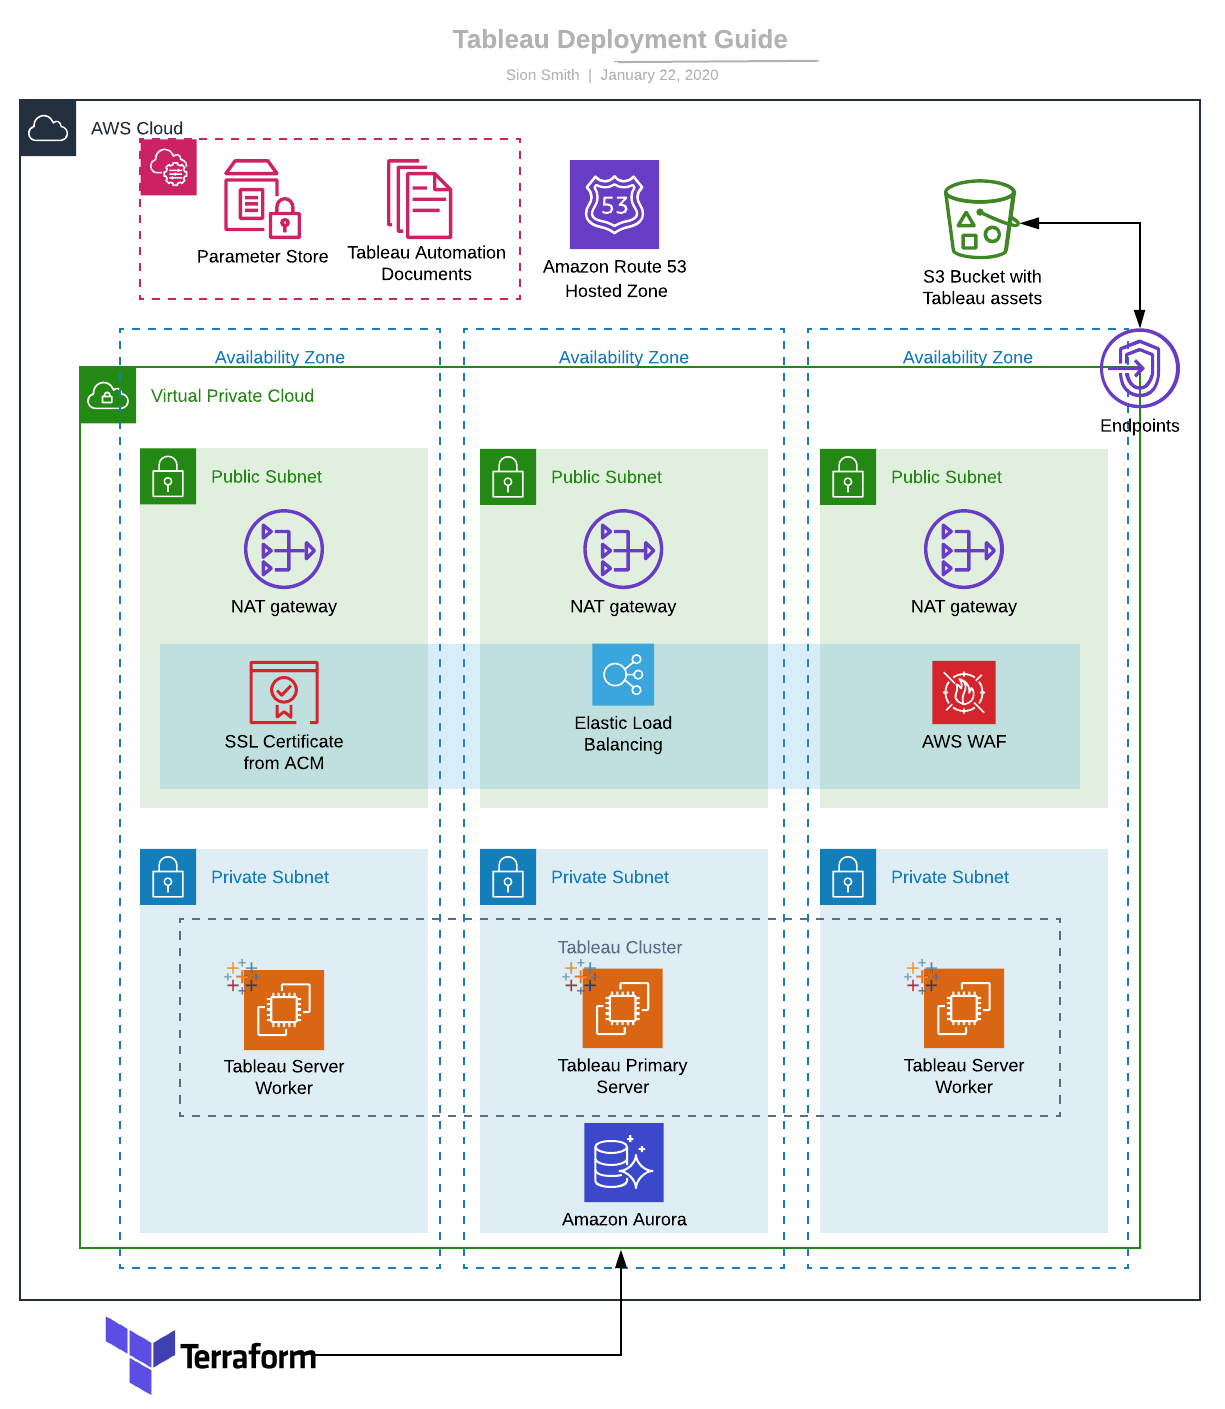 Tableau Deployment Guide
Sion Smith | January 22, 2020
AWS Cloud
Parameter Store
Tableau Automation
Documents
53
Amazon Route 53
Hosted Zone
S3 Bucket with
Tableau assets
Availability Zone
Availability Zone
Availability Zone
Virtual Private Cloud
Endpoints
Public Subnet
Public Subnet
Public Subnet
NAT gateway
NAT gateway
NAT gateway
SSL Certificate
from ACM
Elastic Load
Balancing
AWS WAF
Private Subnet
Private Subnet
Private Subnet
Tableau Cluster
Tableau Server
Worker
Tableau Primary
Server
Tableau Server
Worker
Amazon Aurora
Terraform